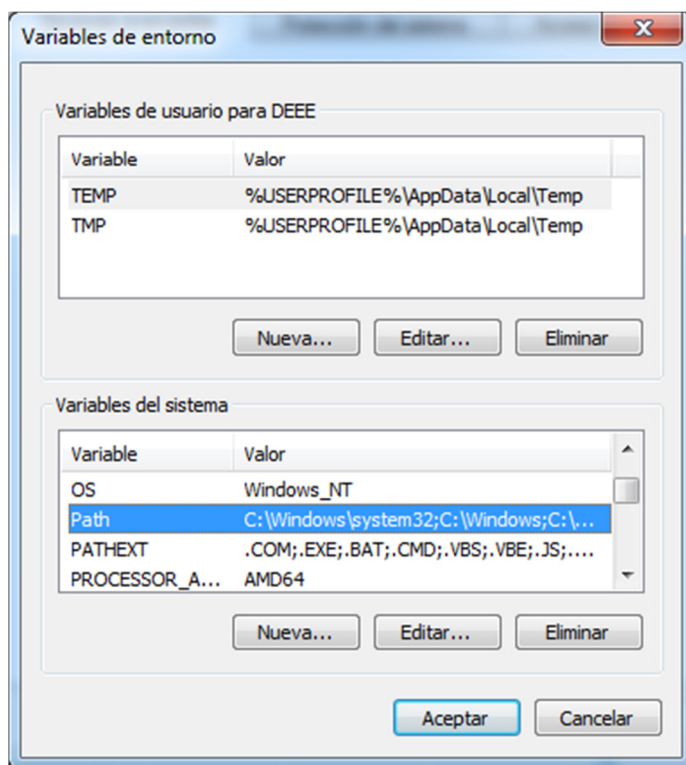 Variables de entorno
Variables de usuario para DEEE
Variable Valor
TEMP %USERPROFILE%\AppData\Local\Temp
TMP %USERPROFILE%\AppData\Local\Temp
Nueva... Editar... Eliminar
Variables del sistema
Variable Valor
OS Windows_NT
Path C:\Windows\system32;C:\Windows;C:\...
PATHEXT .COM;.EXE;.BAT;.CMD;.VBS;.VBE;.JS;....
PROCESSOR_A... AMD64
Nueva... Editar... Eliminar
Aceptar Cancelar